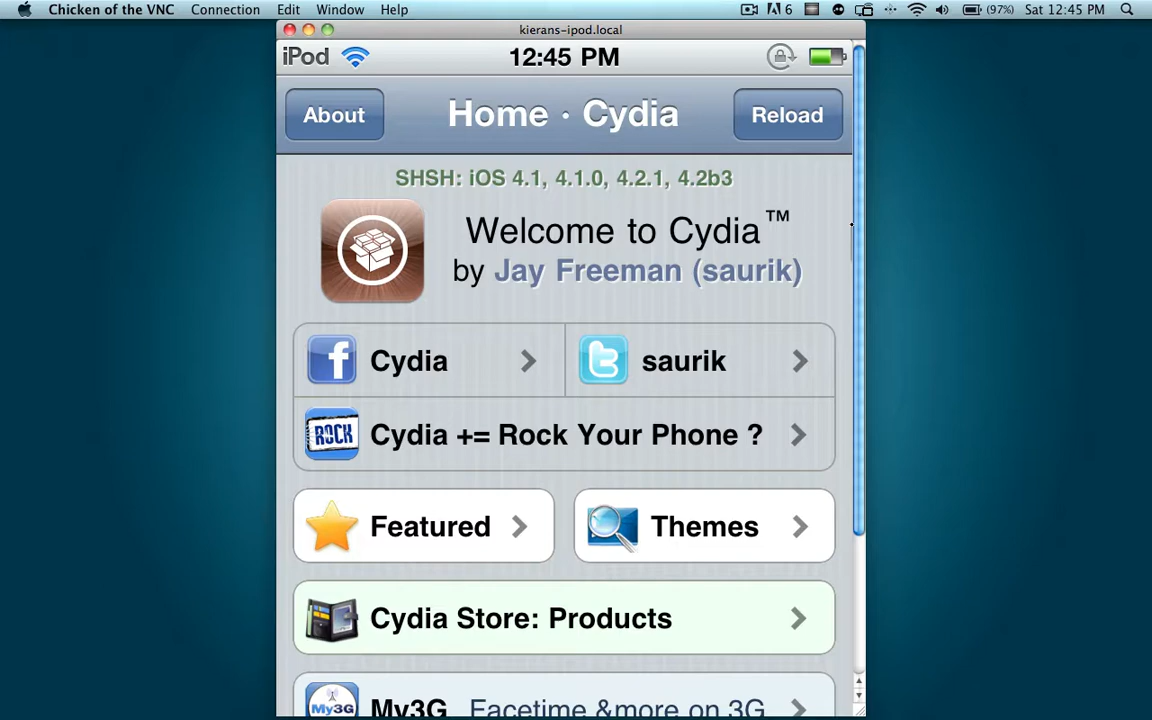 Chicken of the VNC Connection Edit Window Help 6 (97%) Sat 12:45 PM
kierans-ipod.local
iPod 12:45 PM
About Home · Cydia Reload
SHSH: iOS 4.1, 4.1.0, 4.2.1, 4.2b3
Welcome to Cydia™
by Jay Freeman (saurik)
f Cydia t saurik
ROCK Cydia += Rock Your Phone ?
Featured Themes
Cydia Store: Products
My3G My3G Facetime &more on 3G